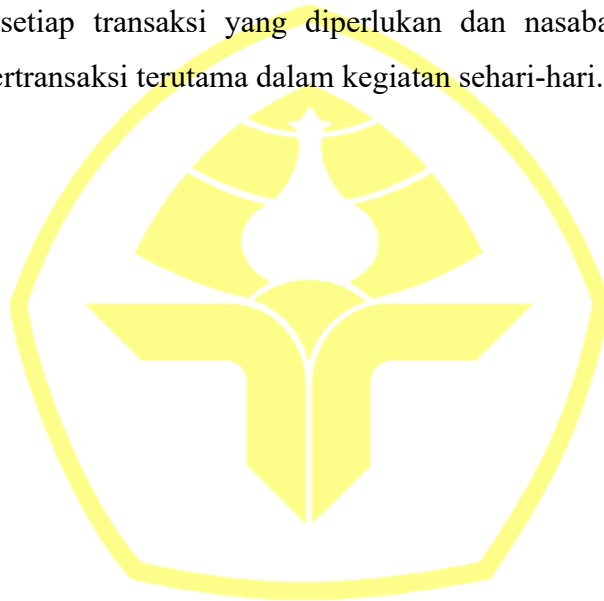 setiap transaksi yang diperlukan dan
terutama dalam kegiatan sehari-hari.